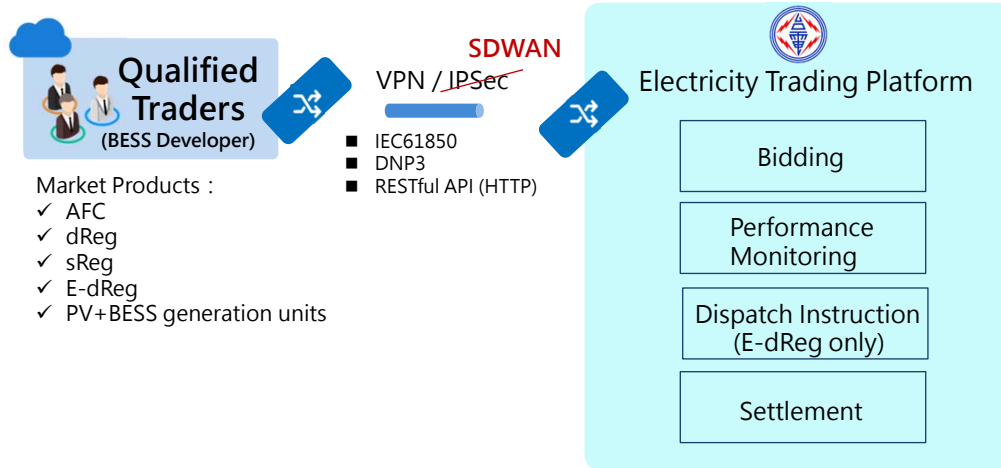 Qualified
Traders
(BESS Developer)
Market Products：
✓ AFC
✓ dReg
✓ sReg
✓ E-dReg
✓ PV+BESS generation units
SDWAN
VPN / IPSec
■ IEC61850
■ DNP3
■ RESTful API (HTTP)
Electricity Trading Platform
Bidding
Performance
Monitoring
Dispatch Instruction
(E-dReg only)
Settlement